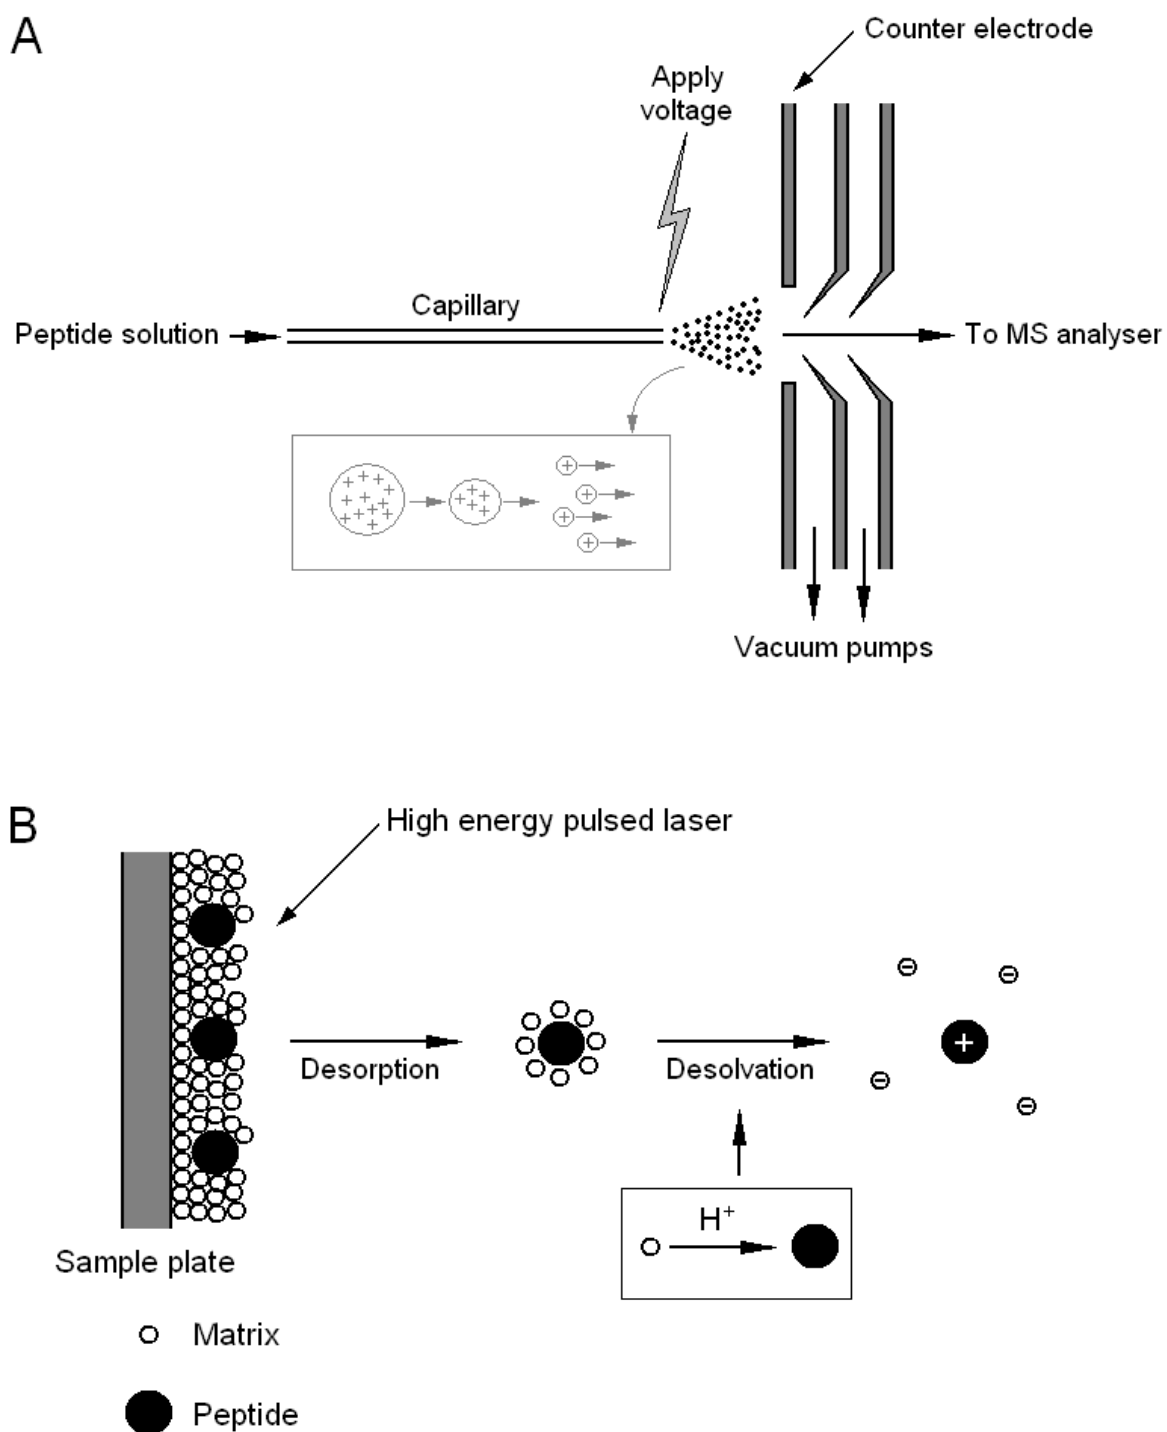 A
Counter electrode
Apply
voltage
Capillary
Peptide solution
To MS analyser
+ + + + + + + + + + +
+ + + + +
+
+
+
+
Vacuum pumps
B
High energy pulsed laser
Desorption
Desolvation
+
H+
Sample plate
Matrix
Peptide